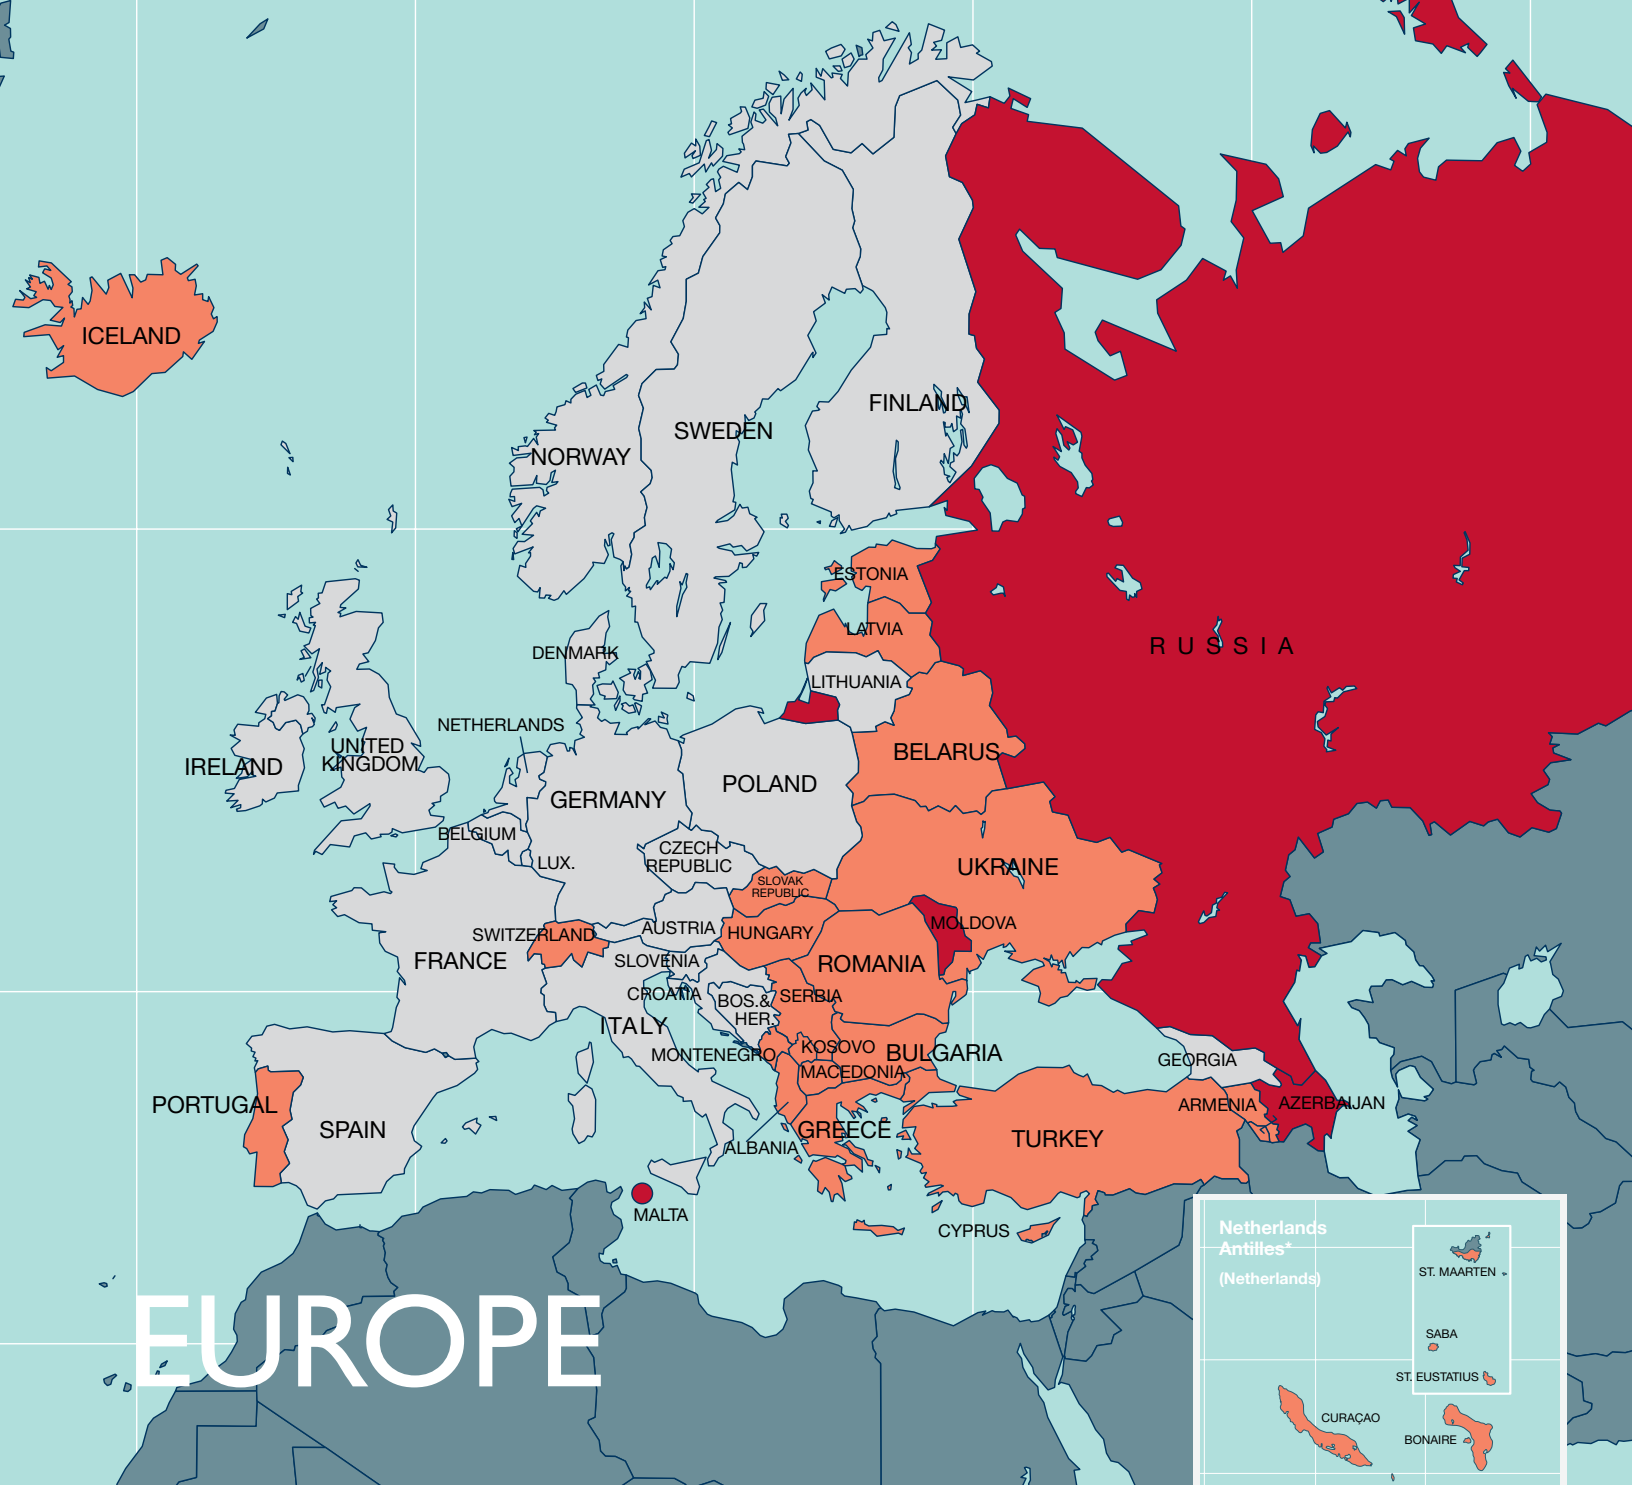 ICELAND
NORWAY
SWEDEN
FINLAND
ESTONIA
LATVIA
LITHUANIA
RUSSIA
DENMARK
NETHERLANDS
IRELAND
UNITED
KINGDOM
BELARUS
POLAND
GERMANY
BELGIUM
LUX.
CZECH
REPUBLIC
SLOVAK
REPUBLIC
UKRAINE
MOLDOVA
AUSTRIA
HUNGARY
SWITZERLAND
FRANCE
SLOVENIA
ROMANIA
CROATIA
BOS.&
HER.
SERBIA
ITALY
MONTENEGRO
KOSOVO
BULGARIA
MACEDONIA
GEORGIA
ARMENIA
AZERBAIJAN
PORTUGAL
SPAIN
ALBANIA
GREECE
TURKEY
MALTA
CYPRUS
EUROPE
Netherlands
Antilles*
(Netherlands)
ST. MAARTEN
SABA
ST. EUSTATIUS
CURAÇAO
BONAIRE